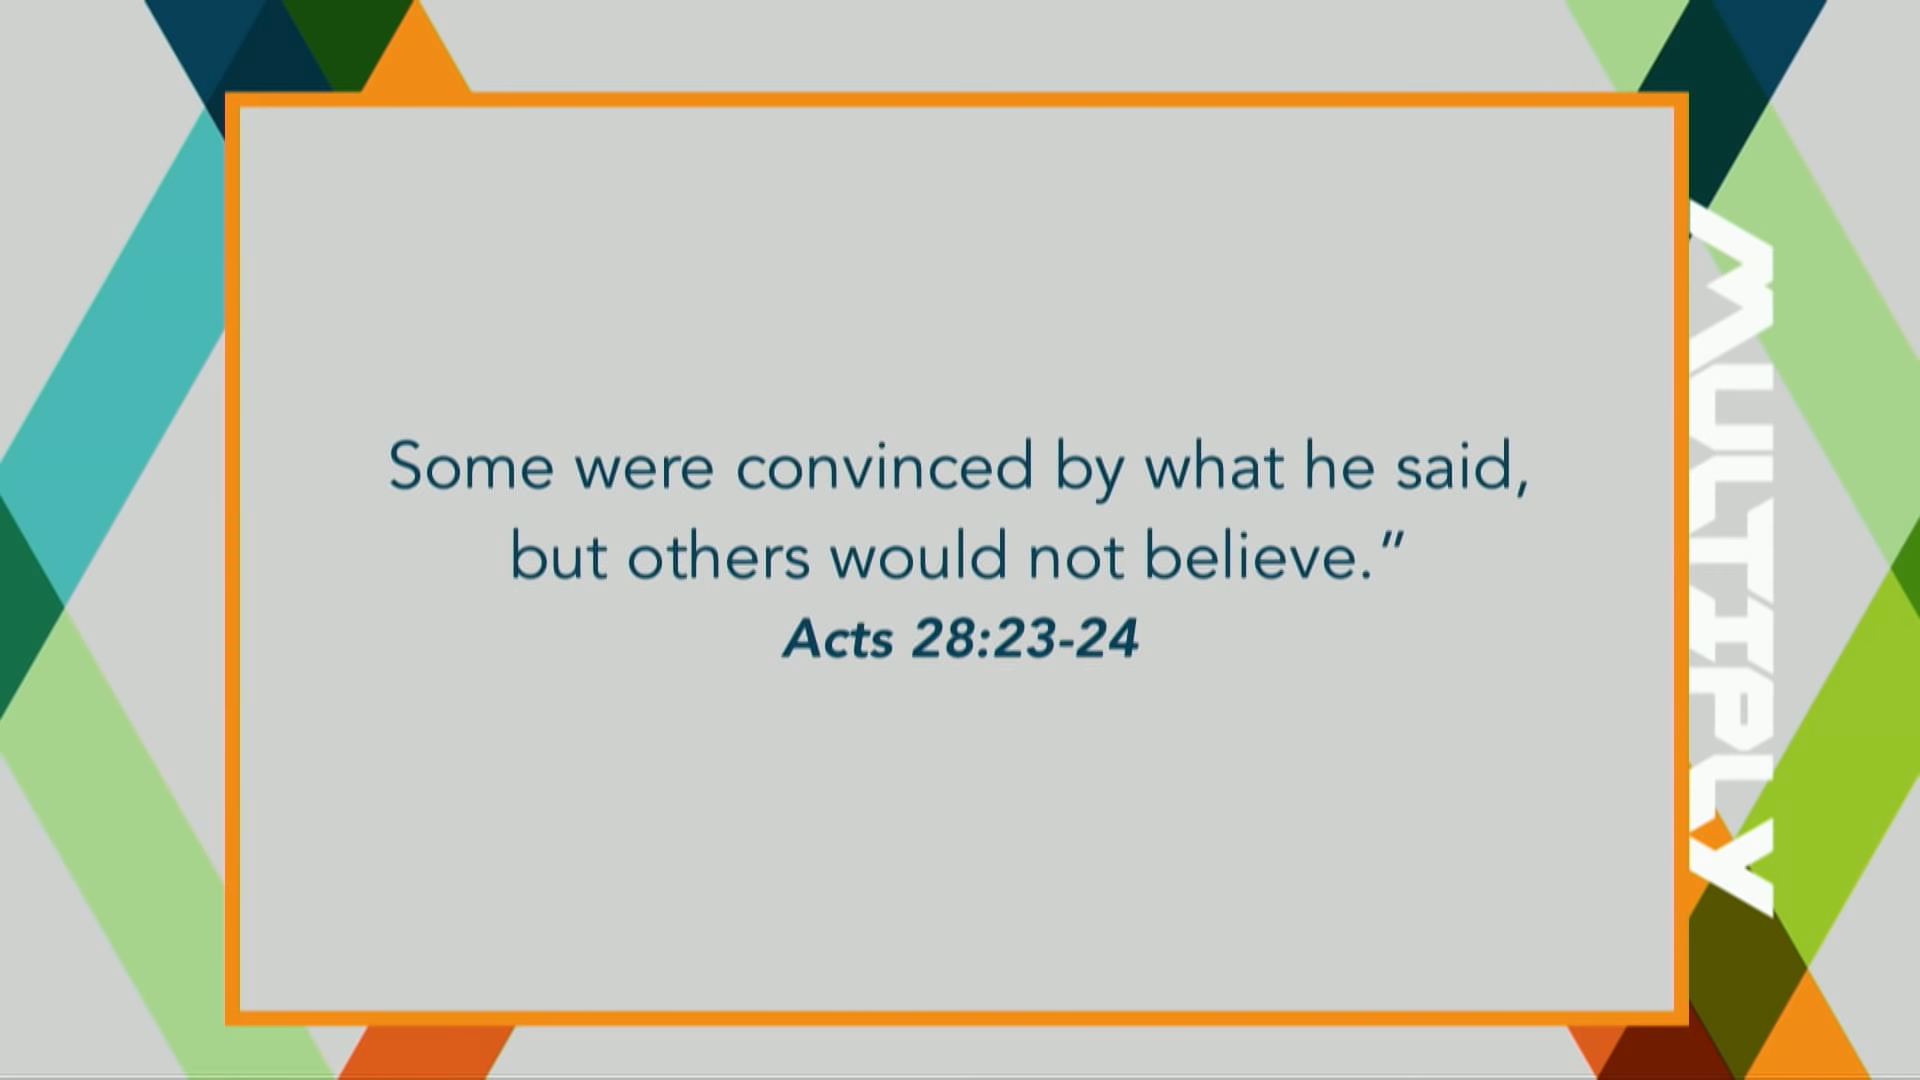 Some were convinced by what he said,
but others would not believe.”
Acts 28:23-24
MULTIPLY